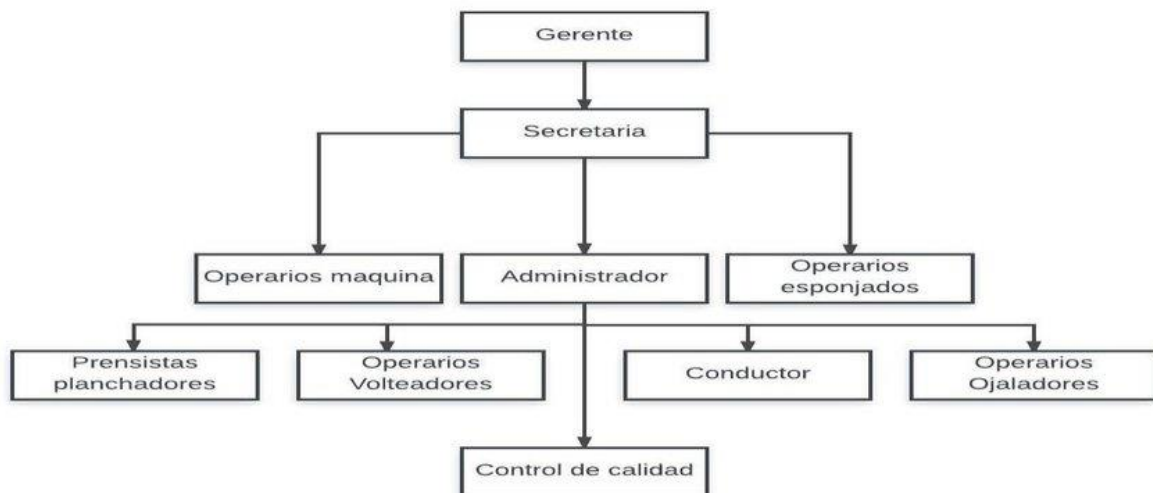 Gerente
Secretaria
Operarios maquina
Administrador
Operarios
esponjados
Prensistas
planchadores
Operarios
Volteadores
Conductor
Operarios
Ojaladores
Control de calidad